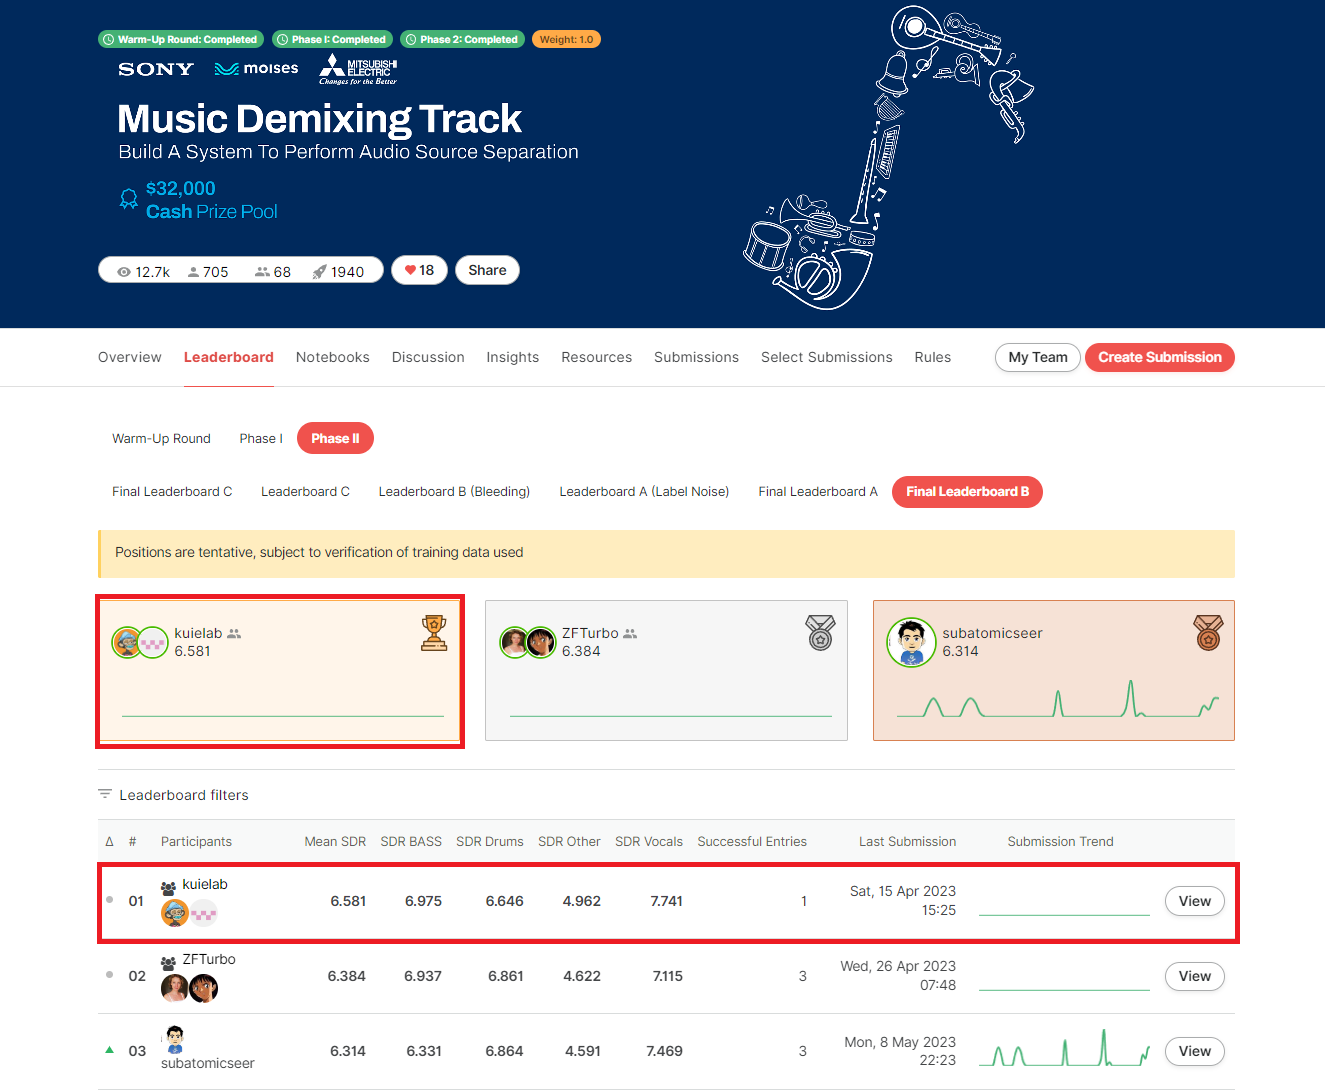 Warm-Up Round: Completed Phase I: Completed Phase 2: Completed Weight: 1.0
SONY moises MITSUBISHI ELECTRIC
Changes for the Better
Music Demixing Track
Build A System To Perform Audio Source Separation
$32,000
Cash Prize Pool
12.7k 705 68 1940 18 Share
Overview Leaderboard Notebooks Discussion Insights Resources Submissions Select Submissions Rules My Team Create Submission
Warm-Up Round Phase I Phase II
Final Leaderboard C Leaderboard C Leaderboard B (Bleeding) Leaderboard A (Label Noise) Final Leaderboard A Final Leaderboard B
Positions are tentative, subject to verification of training data used
kuielab
6.581
ZFTurbo
6.384
subatomicseer
6.314
Leaderboard filters
Δ # Participants Mean SDR SDR BASS SDR Drums SDR Other SDR Vocals Successful Entries Last Submission Submission Trend
01 kuielab 6.581 6.975 6.646 4.962 7.741 1 Sat, 15 Apr 2023 15:25 View
02 ZFTurbo 6.384 6.937 6.861 4.622 7.115 3 Wed, 26 Apr 2023 07:48 View
03 subatomicseer 6.314 6.331 6.864 4.591 7.469 3 Mon, 8 May 2023 22:23 View